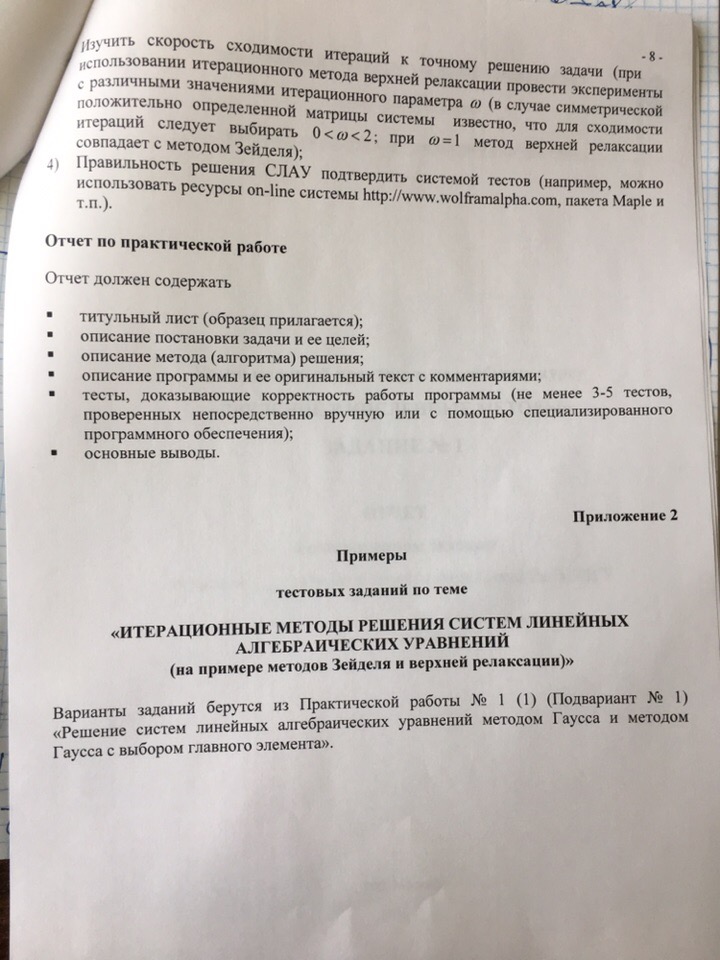 - 8 -
Изучить скорость сходимости итераций к точному решению задачи (при
использовании итерационного метода верхней релаксации провести эксперименты
с различными значениями итерационного параметра ω (в случае симметрической
положительно определенной матрицы системы известно, что для сходимости
итераций следует выбирать 0 < ω < 2; при ω = 1 метод верхней релаксации
совпадает с методом Зейделя);
4) Правильность решения СЛАУ подтвердить системой тестов (например, можно
использовать ресурсы on-line системы http://www.wolframalpha.com, пакета Maple и
т.п.).
Отчет по практической работе
Отчет должен содержать
▪ титульный лист (образец прилагается);
▪ описание постановки задачи и ее целей;
▪ описание метода (алгоритма) решения;
▪ описание программы и ее оригинальный текст с комментариями;
▪ тесты, доказывающие корректность работы программы (не менее 3-5 тестов,
проверенных непосредственно вручную или с помощью специализированного
программного обеспечения);
▪ основные выводы.
Приложение 2
Примеры
тестовых заданий по теме
«ИТЕРАЦИОННЫЕ МЕТОДЫ РЕШЕНИЯ СИСТЕМ ЛИНЕЙНЫХ
АЛГЕБРАИЧЕСКИХ УРАВНЕНИЙ
(на примере методов Зейделя и верхней релаксации)»
Варианты заданий берутся из Практической работы № 1 (1) (Подвариант № 1)
«Решение систем линейных алгебраических уравнений методом Гаусса и методом
Гаусса с выбором главного элемента».